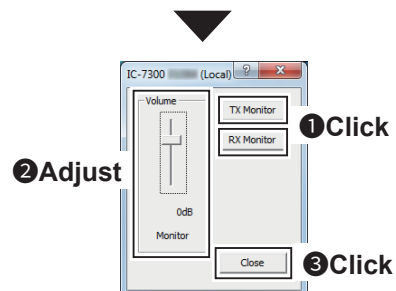 IC-7300 (Local)
Volume
TX Monitor
❶Click
RX Monitor
❷Adjust
0dB
Monitor
Close
❸Click